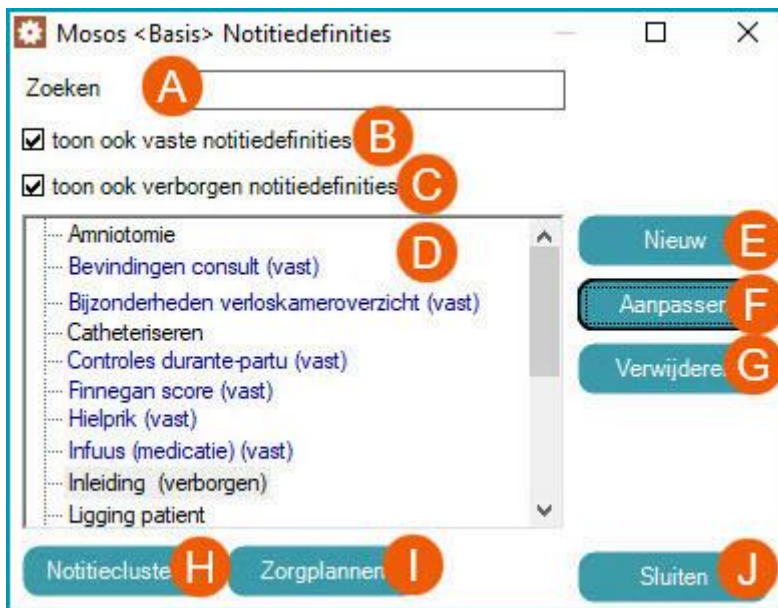 Mosos <Basis> Notitiedefinities
Zoeken A
toon ook vaste notitiedefinities B
toon ook verborgen notitiedefinities C
D
Amniotomie
Bevindingen consult (vast)
Bijzonderheden verloskameroverzicht (vast)
Catheteriseren
Controles durante-partu (vast)
Finnegan score (vast)
Hielprik (vast)
Infuus (medicatie) (vast)
Inleiding (verborgen)
Ligging patient
Nieuw E
Aanpassen F
Verwijdere G
Notitiecluste H
Zorgplannen I
Sluiten J